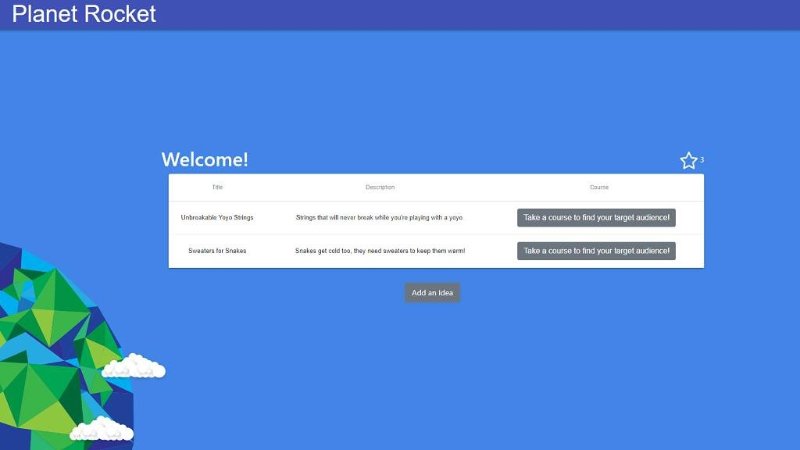 Planet Rocket
Welcome!
3
Title Description Course
Unbreakable Yoyo Strings Strings that will never break while you're playing with a yoyo Take a course to find your target audience!
Sweaters for Snakes Snakes get cold too, they need sweaters to keep them warm! Take a course to find your target audience!
Add an Idea